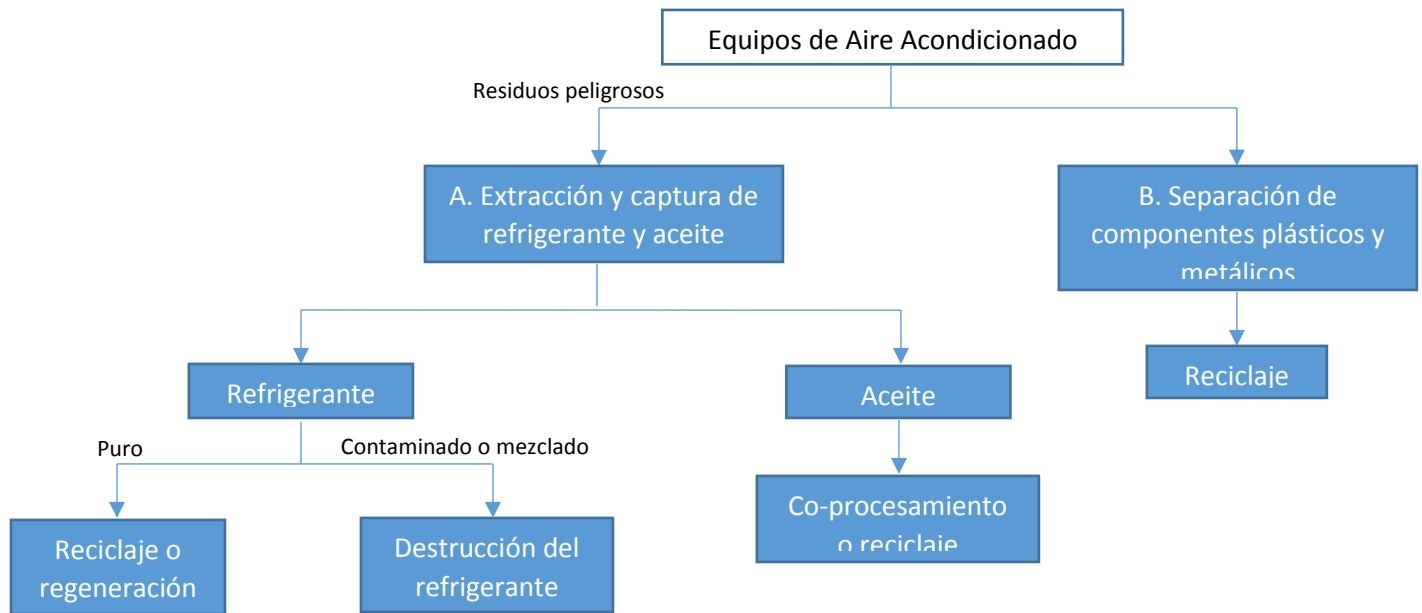 Equipos de Aire Acondicionado
Residuos peligrosos
A. Extracción y captura de
refrigerante y aceite
B. Separación de
componentes plásticos y
metálicos
Refrigerante
Aceite
Reciclaje
Puro
Contaminado o mezclado
Reciclaje o
regeneración
Destrucción del
refrigerante
Co-procesamiento
o reciclaje